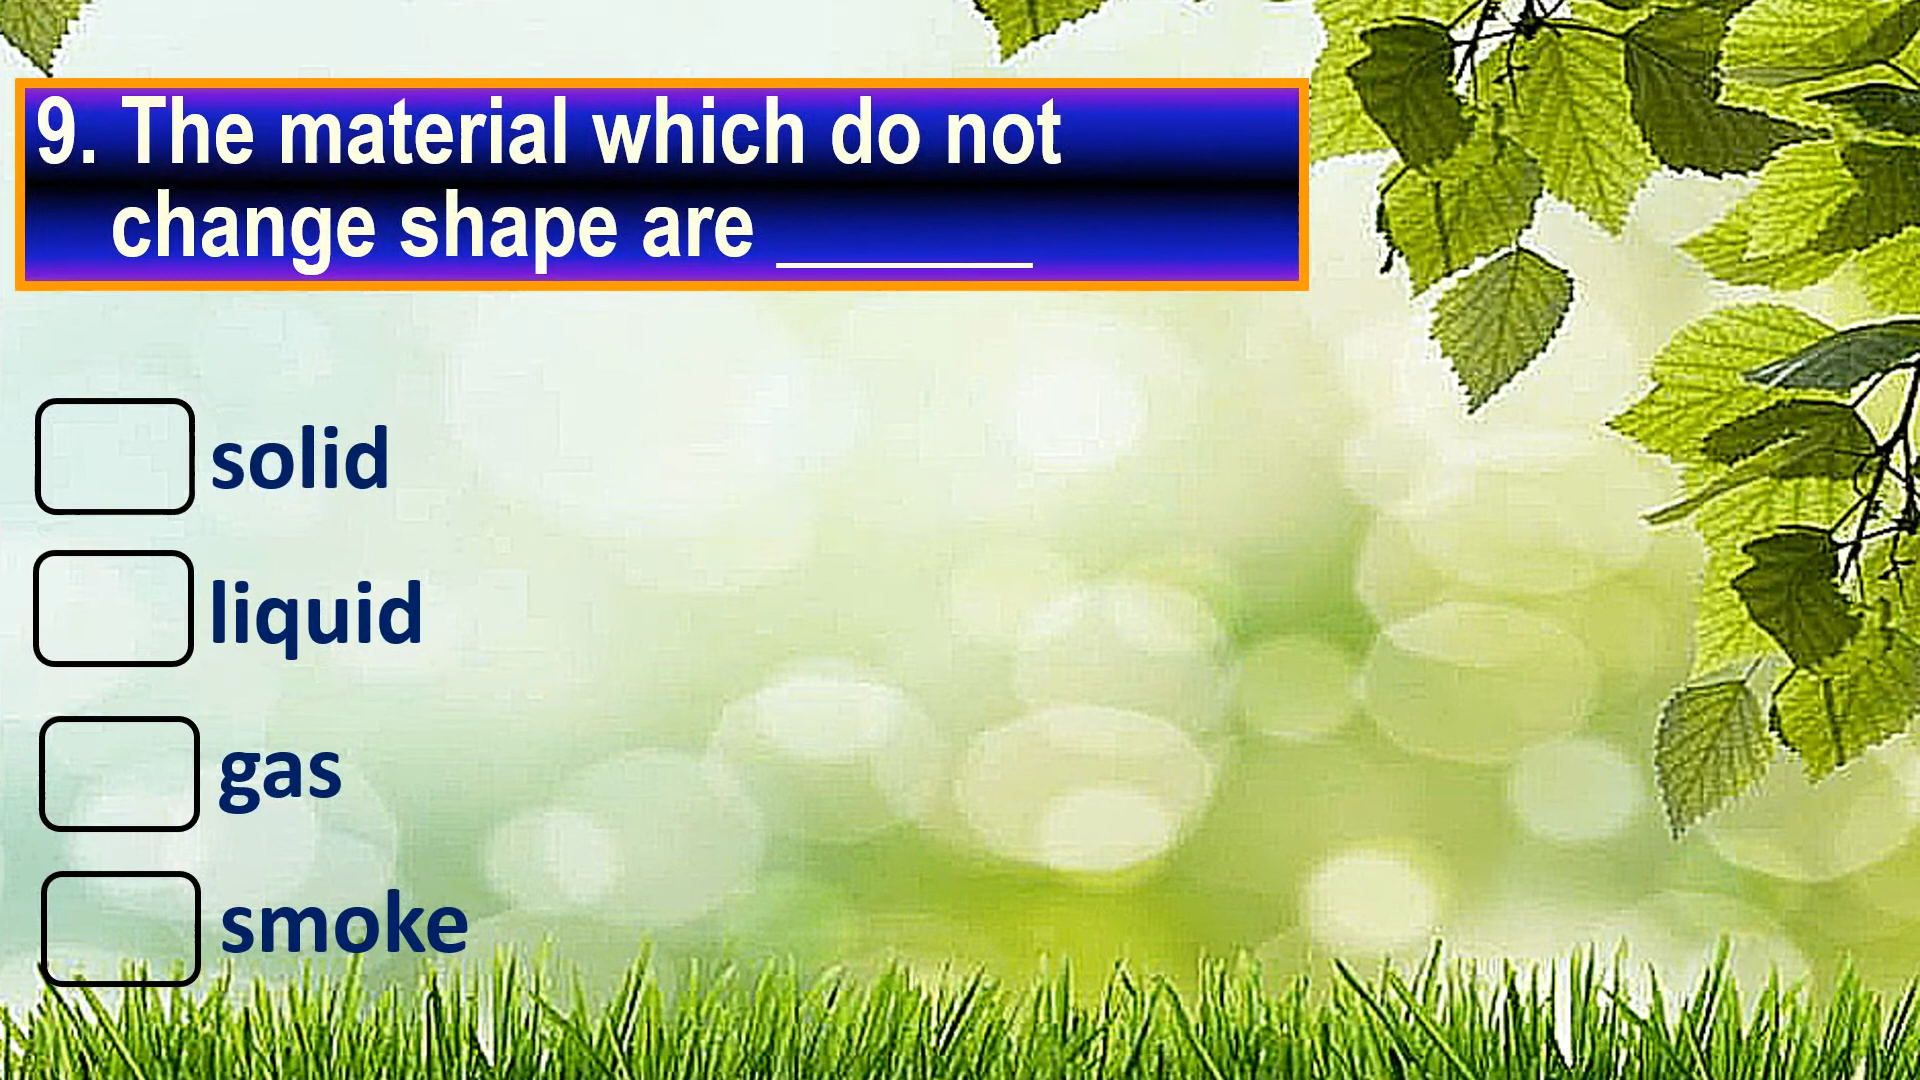 9. The material which do not
change shape are ______
solid
liquid
gas
smoke